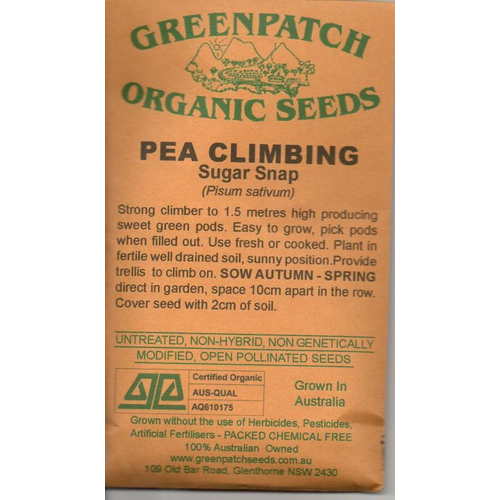 GREENPATCH
ORGANIC SEEDS
PEA CLIMBING
Sugar Snap
(Pisum sativum)
Strong climber to 1.5 metres high producing
sweet green pods. Easy to grow, pick pods
when filled out. Use fresh or cooked. Plant in
fertile well drained soil, sunny position.Provide
trellis to climb on. SOW AUTUMN - SPRING
direct in garden, space 10cm apart in the row.
Cover seed with 2cm of soil.
UNTREATED, NON-HYBRID, NON GENETICALLY
MODIFIED, OPEN POLLINATED SEEDS
Certified Organic
AUS-QUAL
AQ610175
Grown In
Australia
Grown without the use of Herbicides, Pesticides,
Artificial Fertilisers - PACKED CHEMICAL FREE
100% Australian Owned
www.greenpatchseeds.com.au
109 Old Bar Road, Glenthorne NSW 2430